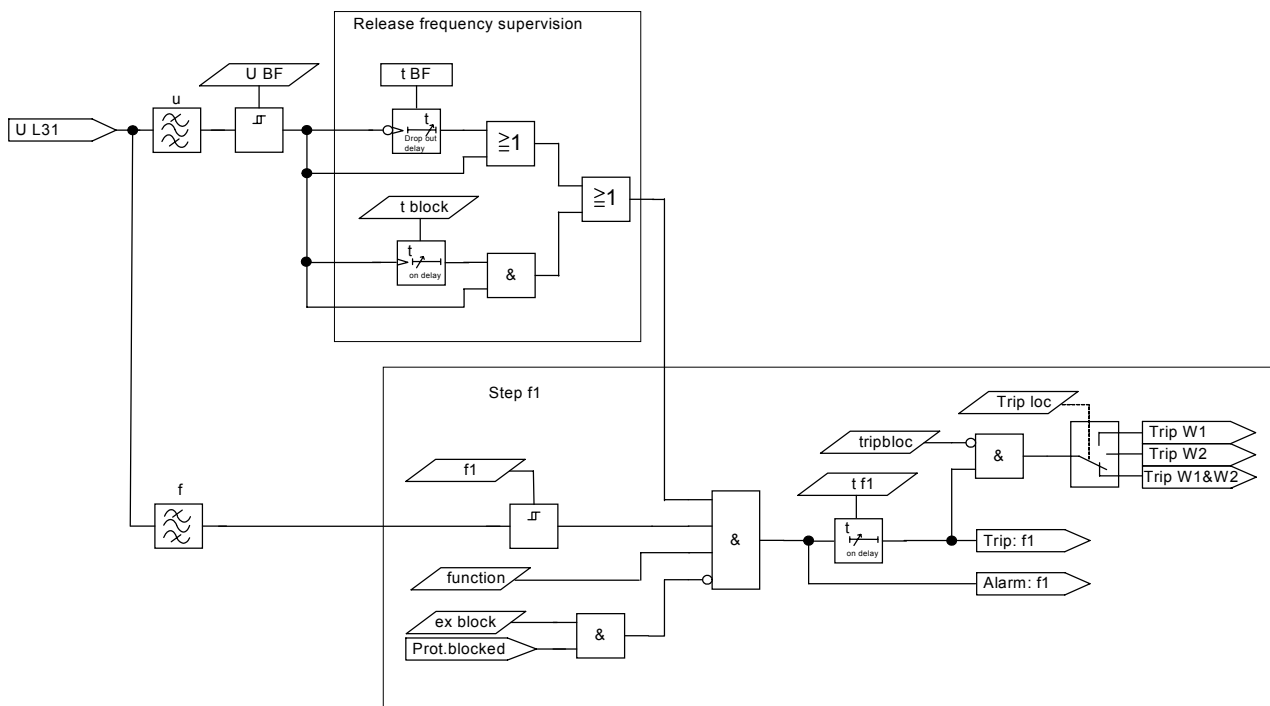 Release frequency supervision
U BF
t BF
u
U L31
t
Drop out
delay
≧1
≧1
t block
t
on delay
&
Step f1
Trip loc
Trip W1
tripbloc
Trip W2
&
f1
Trip W1&W2
t f1
f
t
&
on delay
Trip: f1
function
Alarm: f1
ex block
&
Prot.blocked